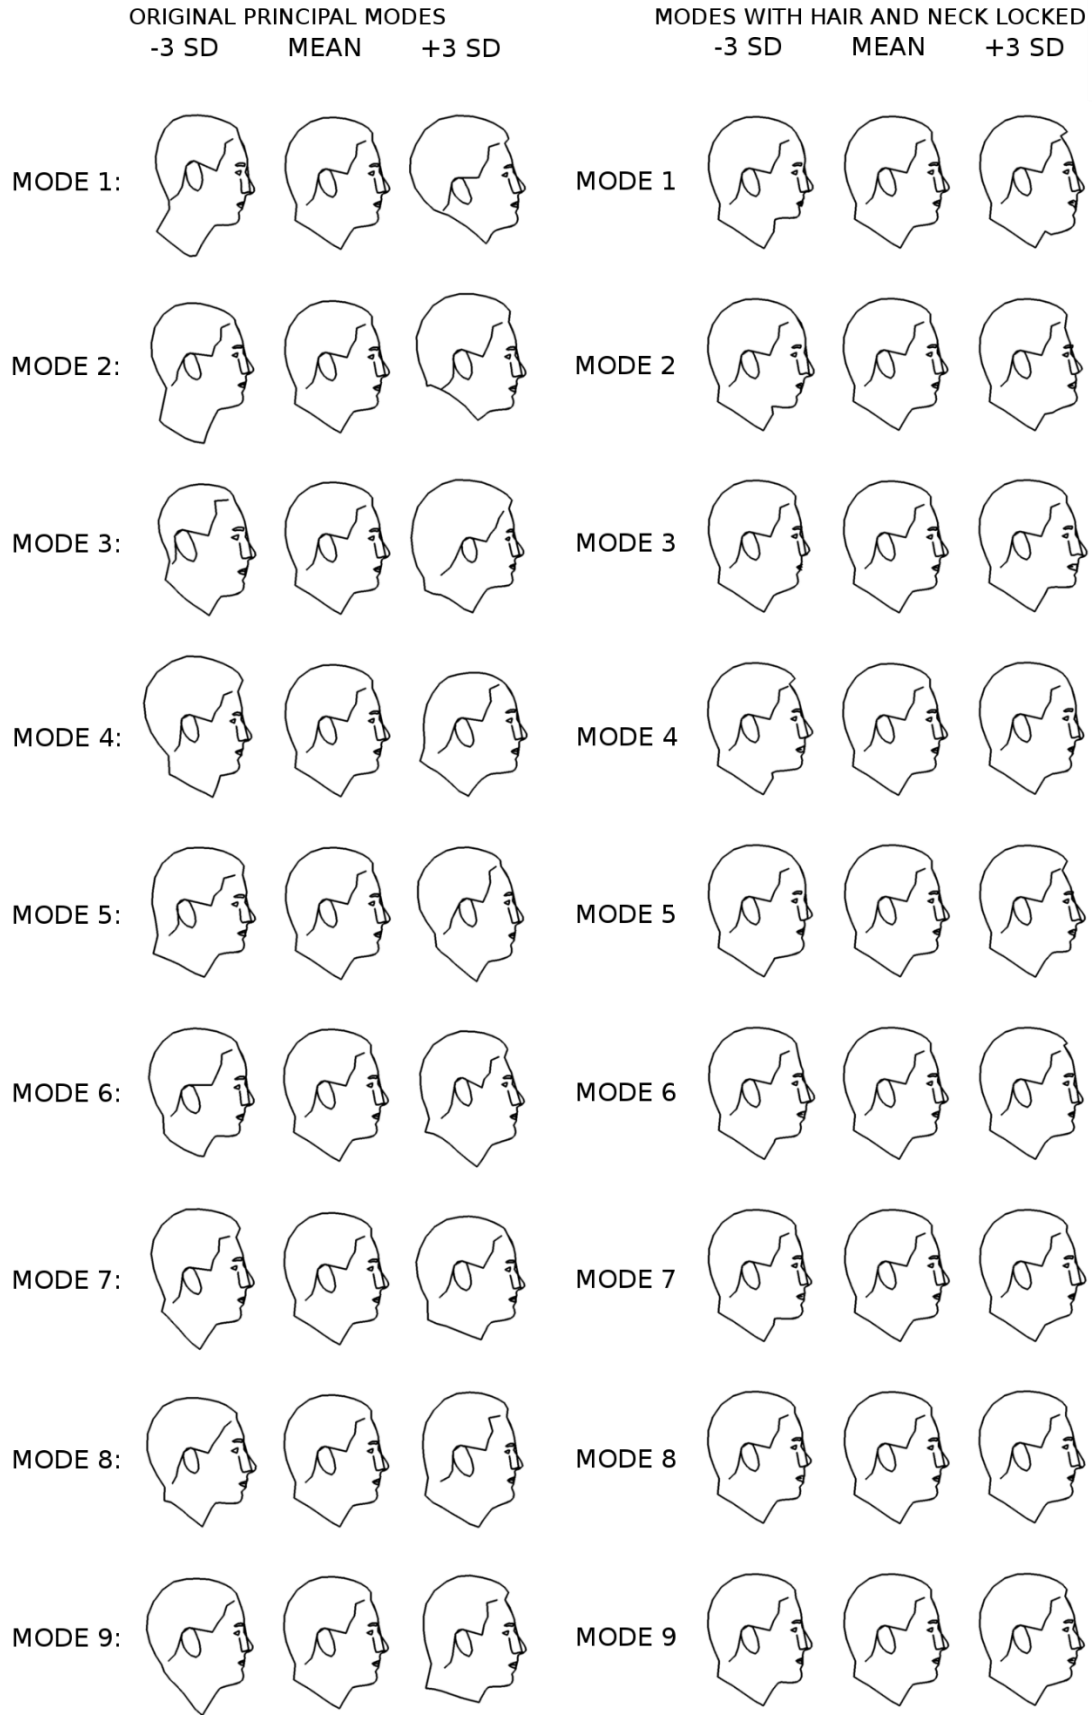 ORIGINAL PRINCIPAL MODES MODES WITH HAIR AND NECK LOCKED
-3 SD MEAN +3 SD -3 SD MEAN +3 SD
MODE 1: MODE 1
MODE 2: MODE 2
MODE 3: MODE 3
MODE 4: MODE 4
MODE 5: MODE 5
MODE 6: MODE 6
MODE 7: MODE 7
MODE 8: MODE 8
MODE 9: MODE 9